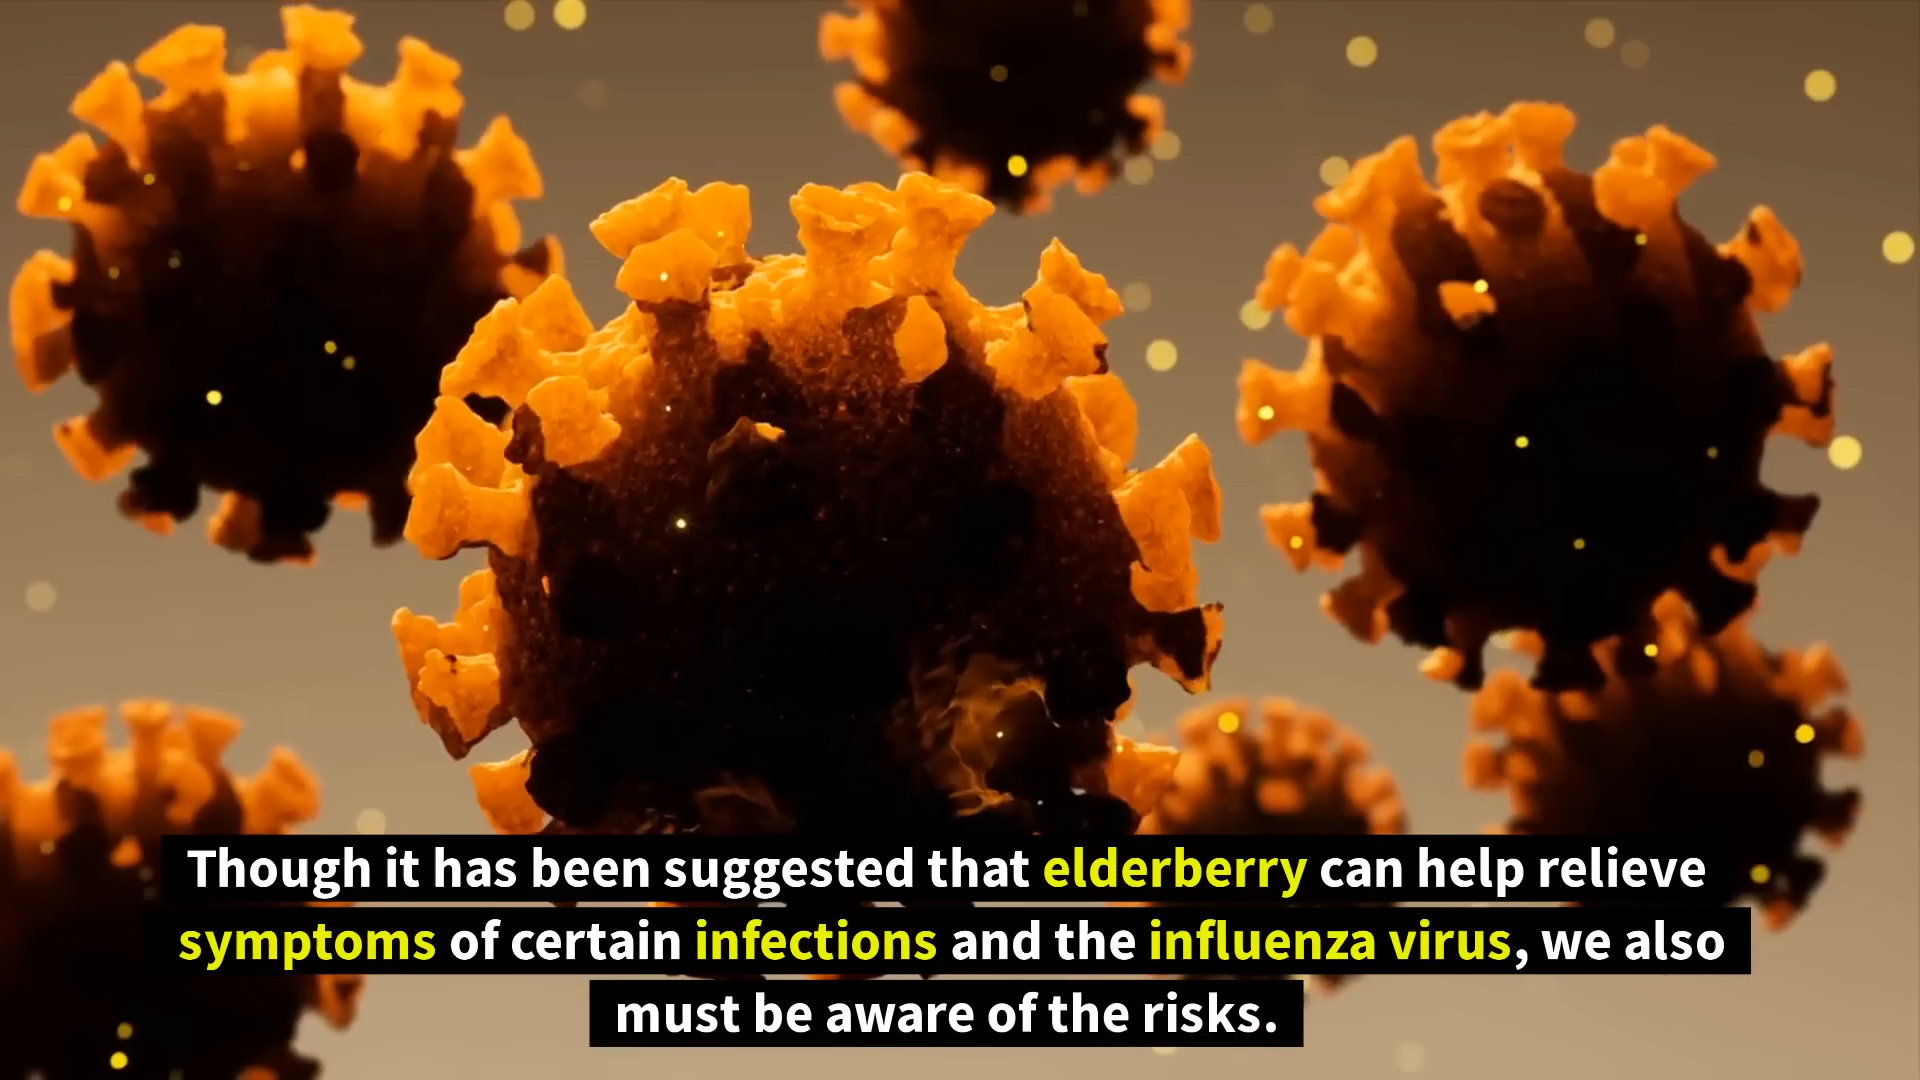 Though it has been suggested that elderberry can help relieve
symptoms of certain infections and the influenza virus, we also
must be aware of the risks.